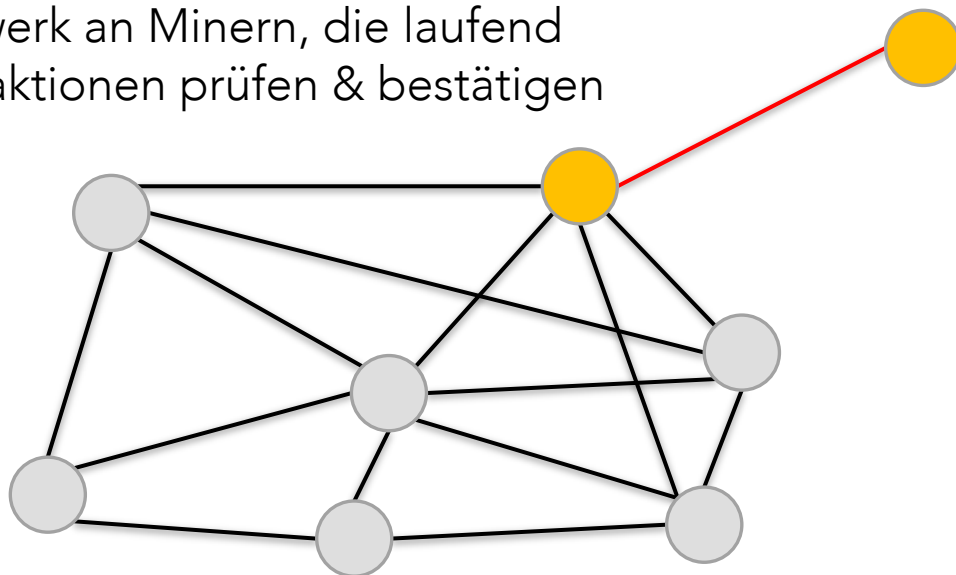 werk an Minern, die laufend
aktionen prüfen & bestätigen